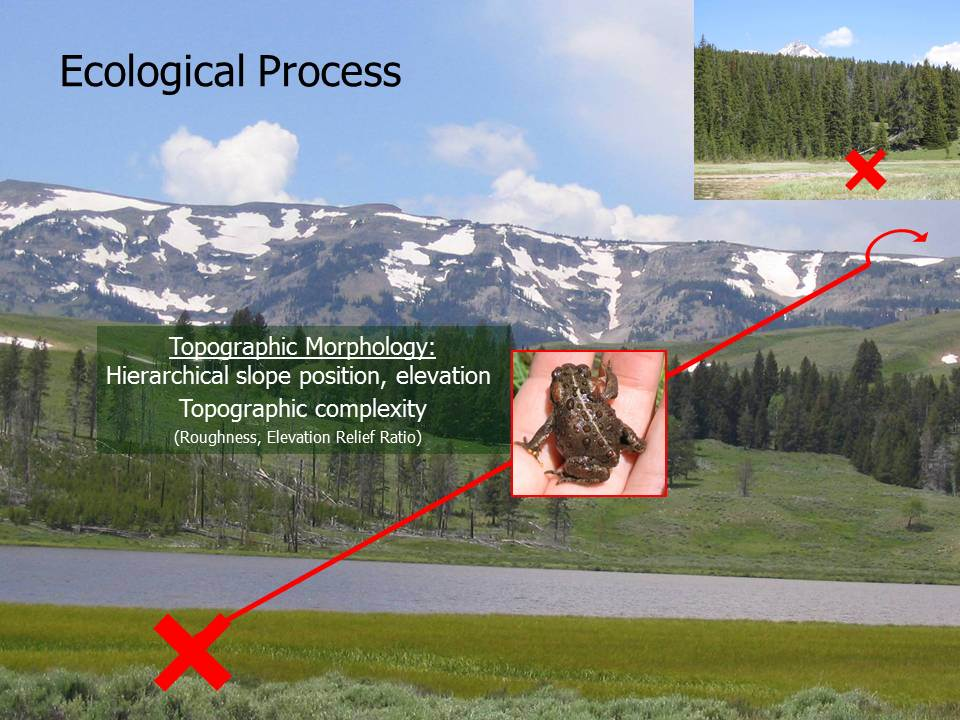 Ecological Process
Topographic Morphology:
Hierarchical slope position, elevation
Topographic complexity
(Roughness, Elevation Relief Ratio)